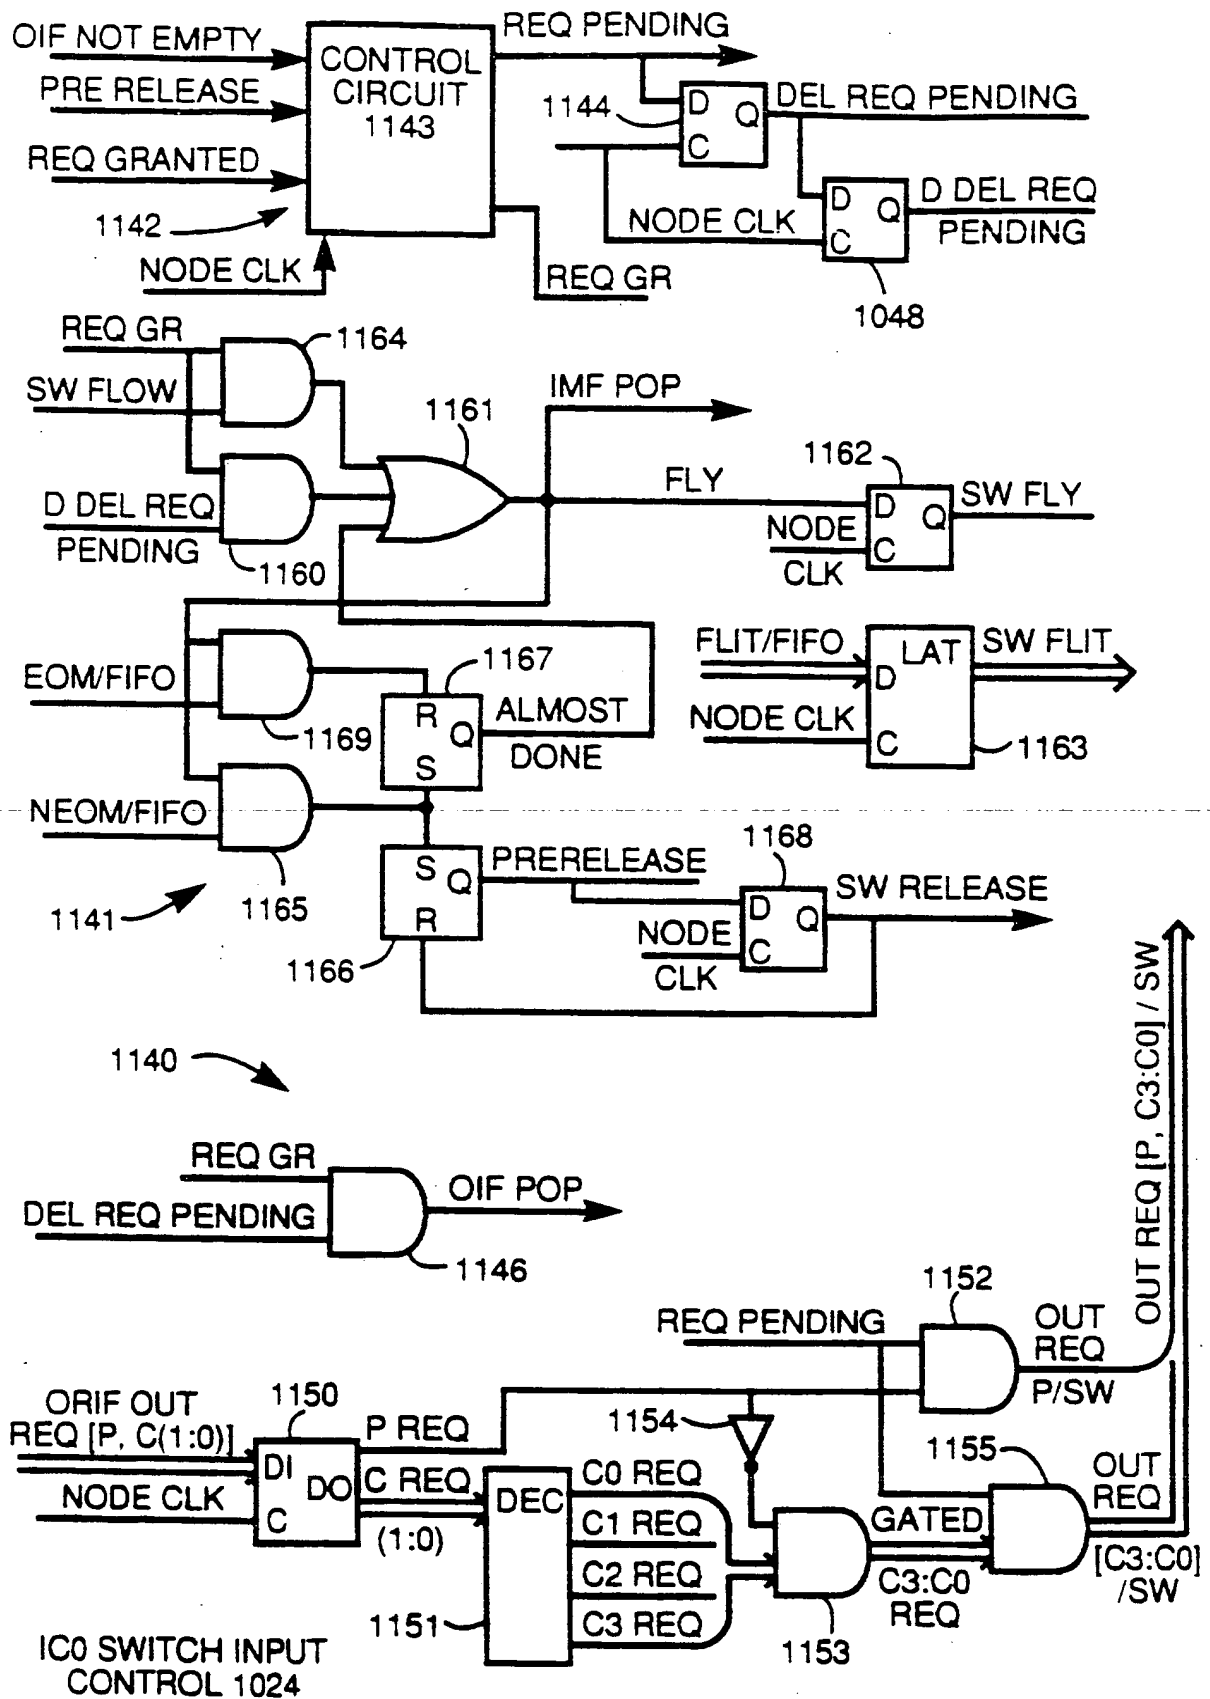 REQ PENDING
OIF NOT EMPTY
CONTROL
CIRCUIT
1143
PRE RELEASE
REQ GRANTED
1142
NODE CLK
REQ GR
1144
D
Q
C
DEL REQ PENDING
NODE CLK
D
Q
C
D DEL REQ
PENDING
1048
REQ GR
1164
SW FLOW
1161
IMF POP
D DEL REQ
PENDING
1160
FLY
1162
D
Q
C
NODE
CLK
SW FLY
EOM/FIFO
1169
1167
R
Q
S
ALMOST
DONE
FLIT/FIFO
LAT
D
C
SW FLIT
NODE CLK
1163
NEOM/FIFO
1165
1141
S
Q
R
1166
PRERELEASE
1168
D
Q
C
NODE
CLK
SW RELEASE
1140
REQ GR
DEL REQ PENDING
OIF POP
1146
OUT REQ [P, C3:C0] / SW
REQ PENDING
1152
OUT
REQ
P/SW
ORIF OUT
REQ [P, C(1:0)]
1150
DI
DO
C
NODE CLK
P REQ
C REQ
(1:0)
1154
DEC
1151
C0 REQ
C1 REQ
C2 REQ
C3 REQ
1153
GATED
C3:C0
REQ
1155
OUT
REQ
[C3:C0]
/SW
IC0 SWITCH INPUT
CONTROL 1024